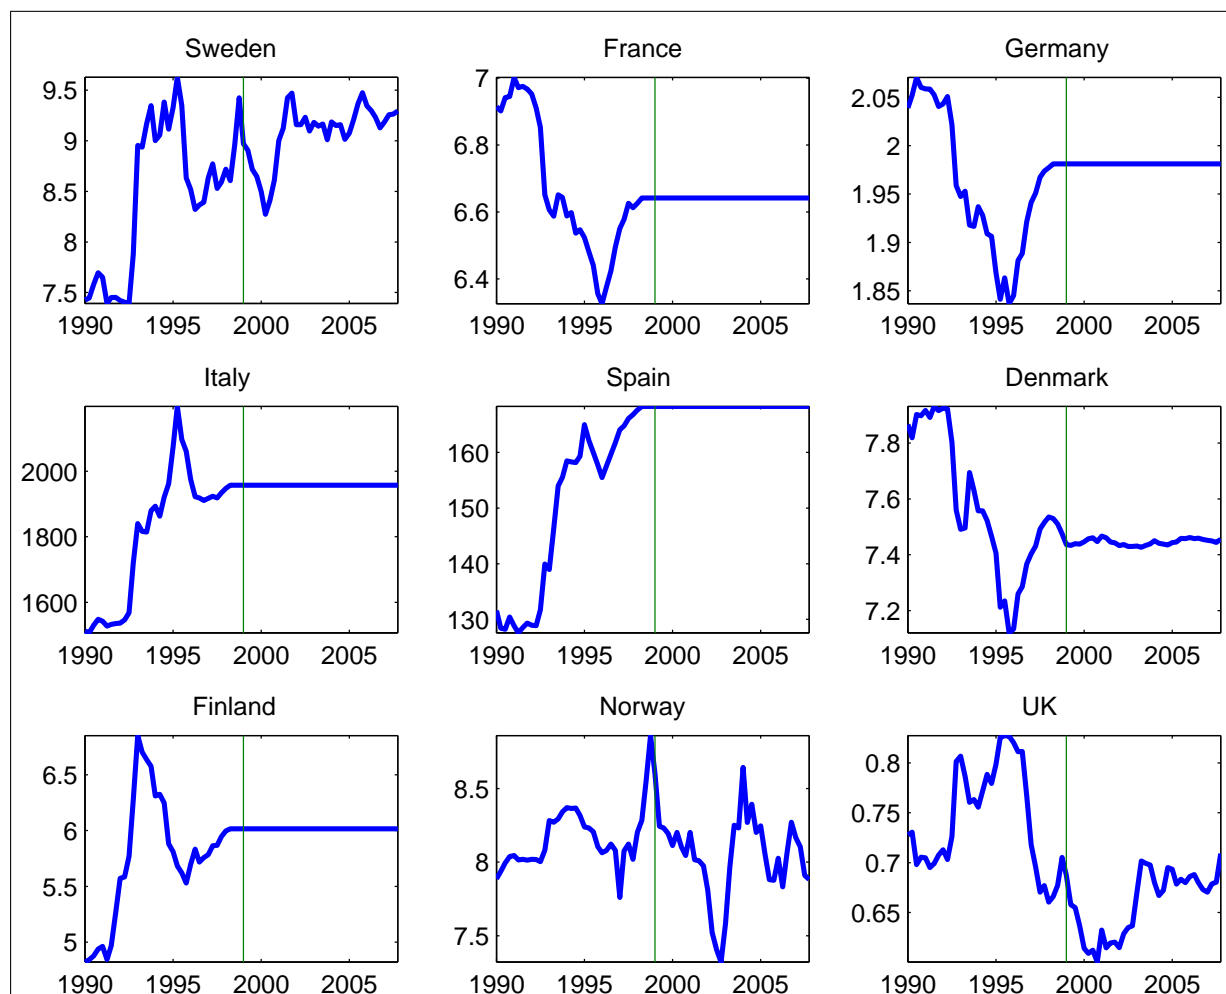 Sweden France Germany
9.5 7 2.05
9 6.8 2
8.5 6.6 1.95
8 6.4 1.9
7.5 1.85
1990 1995 2000 2005 1990 1995 2000 2005 1990 1995 2000 2005
Italy Spain Denmark
2000 160 7.8
1800 150 7.6
1600 140 7.4
130 7.2
1990 1995 2000 2005 1990 1995 2000 2005 1990 1995 2000 2005
Finland Norway UK
6.5 8.5 0.8
6 8 0.75
5.5 7.5 0.7
5 0.65
1990 1995 2000 2005 1990 1995 2000 2005 1990 1995 2000 2005